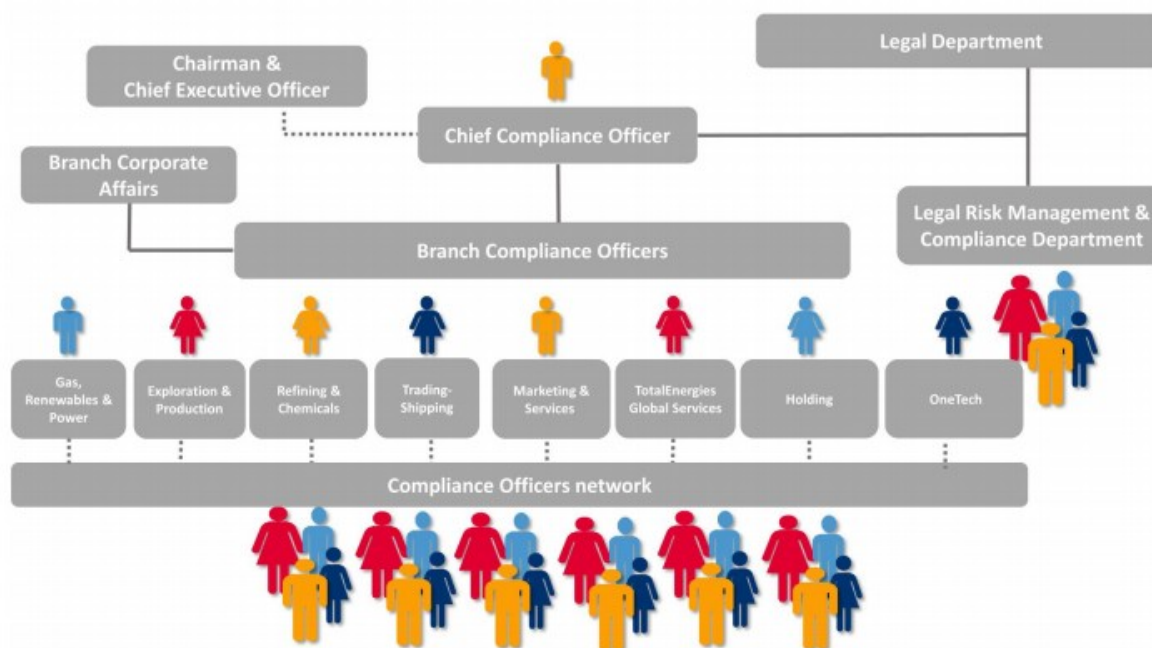 Legal Department
Chairman &
Chief Executive Officer
Chief Compliance Officer
Branch Corporate
Affairs
Legal Risk Management &
Compliance Department
Branch Compliance Officers
Gas,
Renewables &
Power
Exploration &
Production
Refining &
Chemicals
Trading-
Shipping
Marketing &
Services
TotalEnergies
Global Services
Holding
OneTech
Compliance Officers network